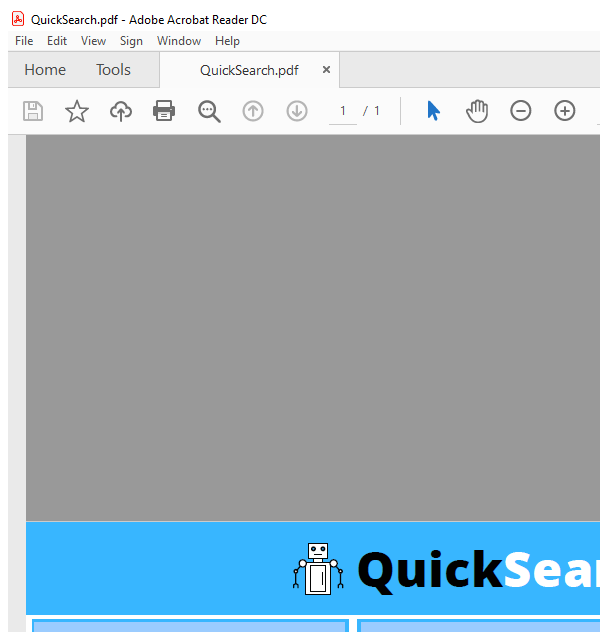 QuickSearch.pdf - Adobe Acrobat Reader DC
File Edit View Sign Window Help
Home Tools QuickSearch.pdf ×
1 / 1
QuickSear